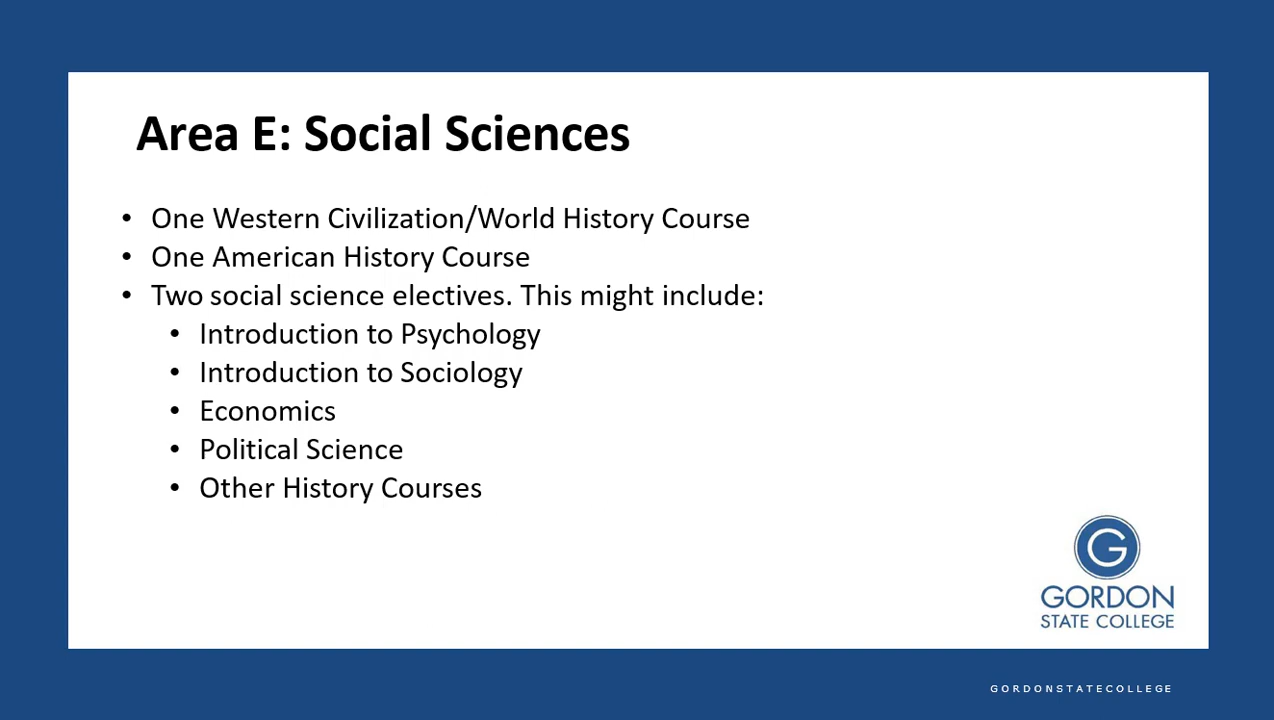 Area E: Social Sciences
• One Western Civilization/World History Course
• One American History Course
• Two social science electives. This might include:
• Introduction to Psychology
• Introduction to Sociology
• Economics
• Political Science
• Other History Courses
G
GORDON
STATE COLLEGE
GORDONSTATECOLLEGE